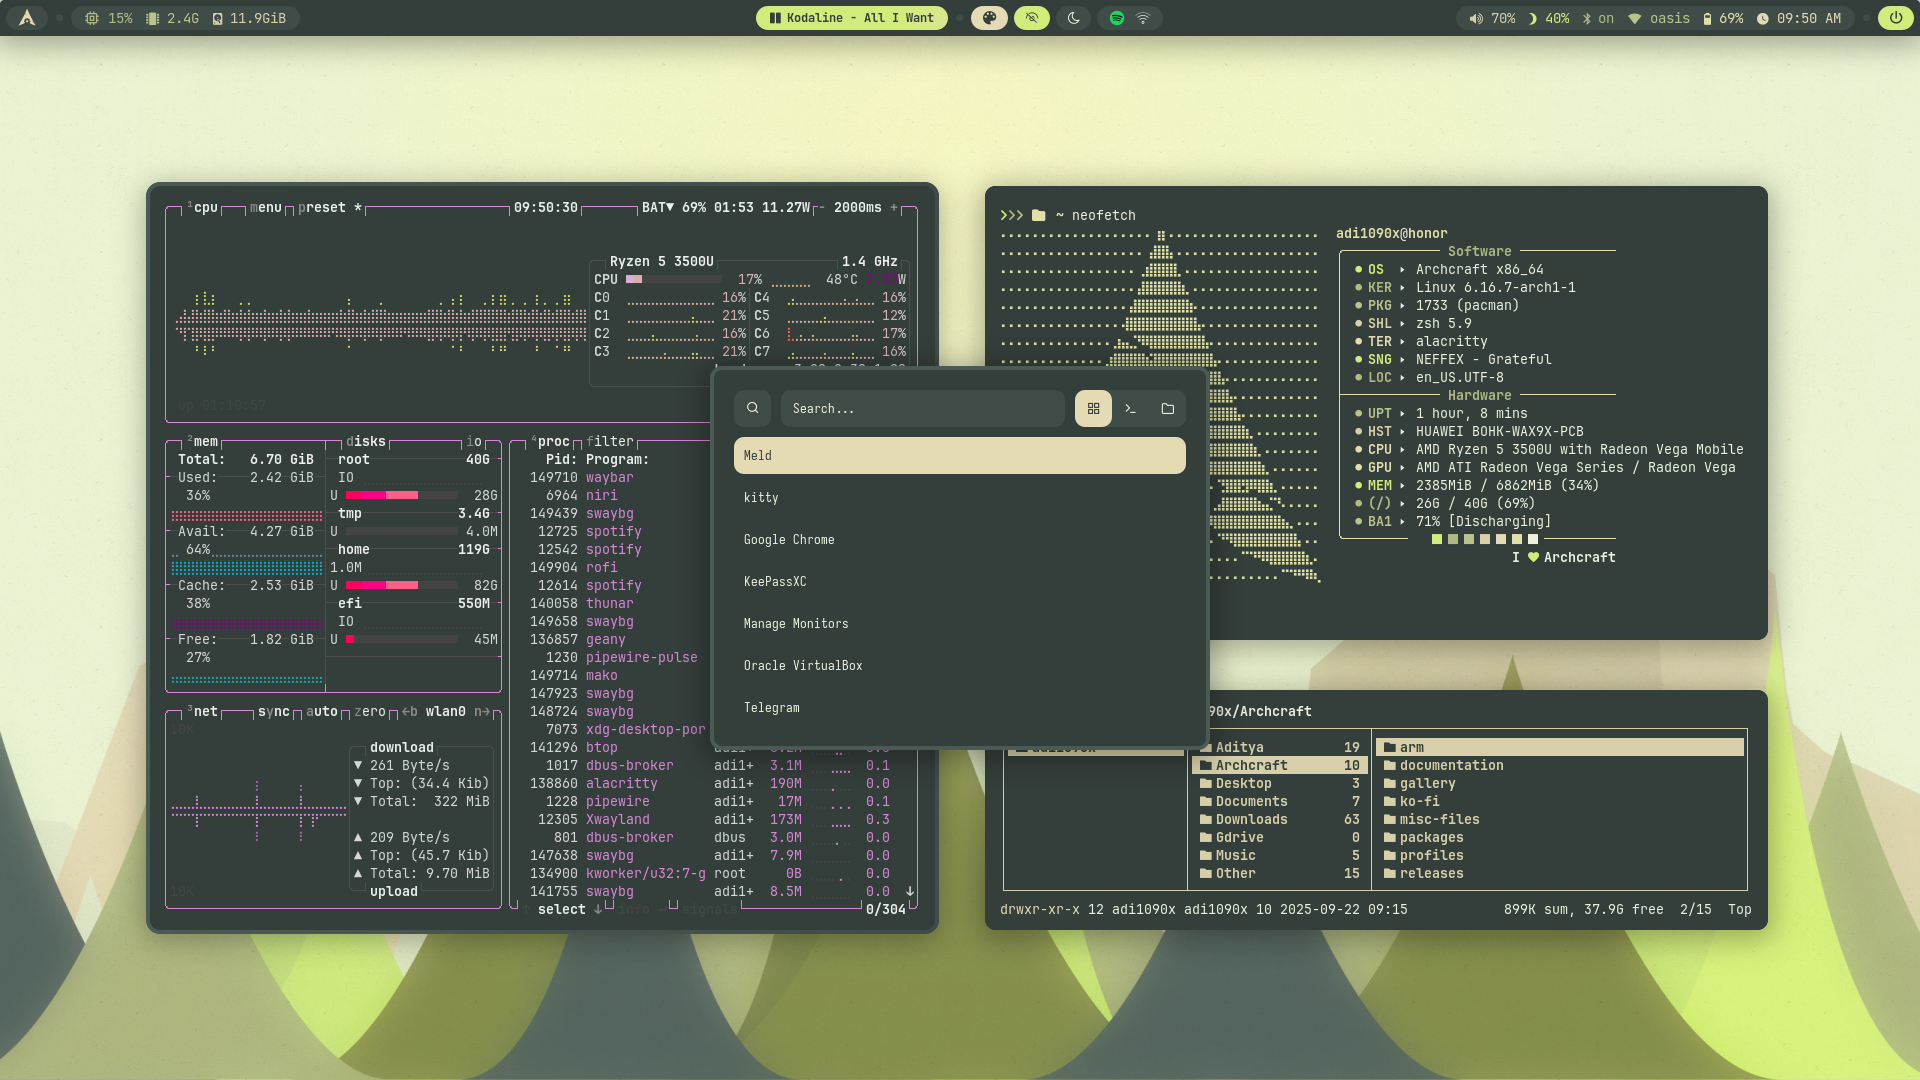 15% 2.4G 11.9GiB
Kodaline - All I Want
70% 40% on oasis 69% 09:50 AM
1cpu menu preset * 09:50:30 BAT▼ 69% 01:53 11.27W - 2000ms +
Ryzen 5 3500U 1.4 GHz
CPU 17% 48°C W
C0 16% C4 16%
C1 21% C5 12%
C2 16% C6 17%
C3 21% C7 16%
up 01:10:57
2mem disks io
Total: 6.70 GiB root 40G
Used: 2.42 GiB IO
36% U 28G
tmp 3.4G
Avail: 4.27 GiB U 4.0M
64% home 119G
1.0M
Cache: 2.53 GiB U 82G
38% efi 550M
IO
Free: 1.82 GiB U 45M
27%
3net sync auto zero ←b wlan0 n→
10K
download
▼ 261 Byte/s
▼ Top: (34.4 Kib)
▼ Total: 322 MiB
▲ 209 Byte/s
▲ Top: (45.7 Kib)
▲ Total: 9.70 MiB
10K
upload
4proc filter
Pid: Program:
149710 waybar
6964 niri
149439 swaybg
12725 spotify
12542 spotify
149904 rofi
12614 spotify
140058 thunar
149658 swaybg
136857 geany
1230 pipewire-pulse
149714 mako
147923 swaybg
148724 swaybg
7073 xdg-desktop-por
141296 btop
1017 dbus-broker adi1+ 3.1M 0.1
138860 alacritty adi1+ 190M 0.0
1228 pipewire adi1+ 17M 0.1
12305 Xwayland adi1+ 173M 0.3
801 dbus-broker dbus 3.0M 0.0
147638 swaybg adi1+ 7.9M 0.0
134900 kworker/u32:7-g root 0B 0.0
141755 swaybg adi1+ 8.5M 0.0 ↓
↑ select ↓ info signals 0/304
Search...
Meld
kitty
Google Chrome
KeePassXC
Manage Monitors
Oracle VirtualBox
Telegram
>>> ~ neofetch
adi1090x@honor
Software
OS ‣ Archcraft x86_64
KER ‣ Linux 6.16.7-arch1-1
PKG ‣ 1733 (pacman)
SHL ‣ zsh 5.9
TER ‣ alacritty
SNG ‣ NEFFEX - Grateful
LOC ‣ en_US.UTF-8
Hardware
UPT ‣ 1 hour, 8 mins
HST ‣ HUAWEI BOHK-WAX9X-PCB
CPU ‣ AMD Ryzen 5 3500U with Radeon Vega Mobile
GPU ‣ AMD ATI Radeon Vega Series / Radeon Vega
MEM ‣ 2385MiB / 6862MiB (34%)
(/) ‣ 26G / 40G (69%)
BA1 ‣ 71% [Discharging]
I ♥ Archcraft
90x/Archcraft
Aditya 19 arm
Archcraft 10 documentation
Desktop 3 gallery
Documents 7 ko-fi
Downloads 63 misc-files
Gdrive 0 packages
Music 5 profiles
Other 15 releases
drwxr-xr-x 12 adi1090x adi1090x 10 2025-09-22 09:15 899K sum, 37.9G free 2/15 Top